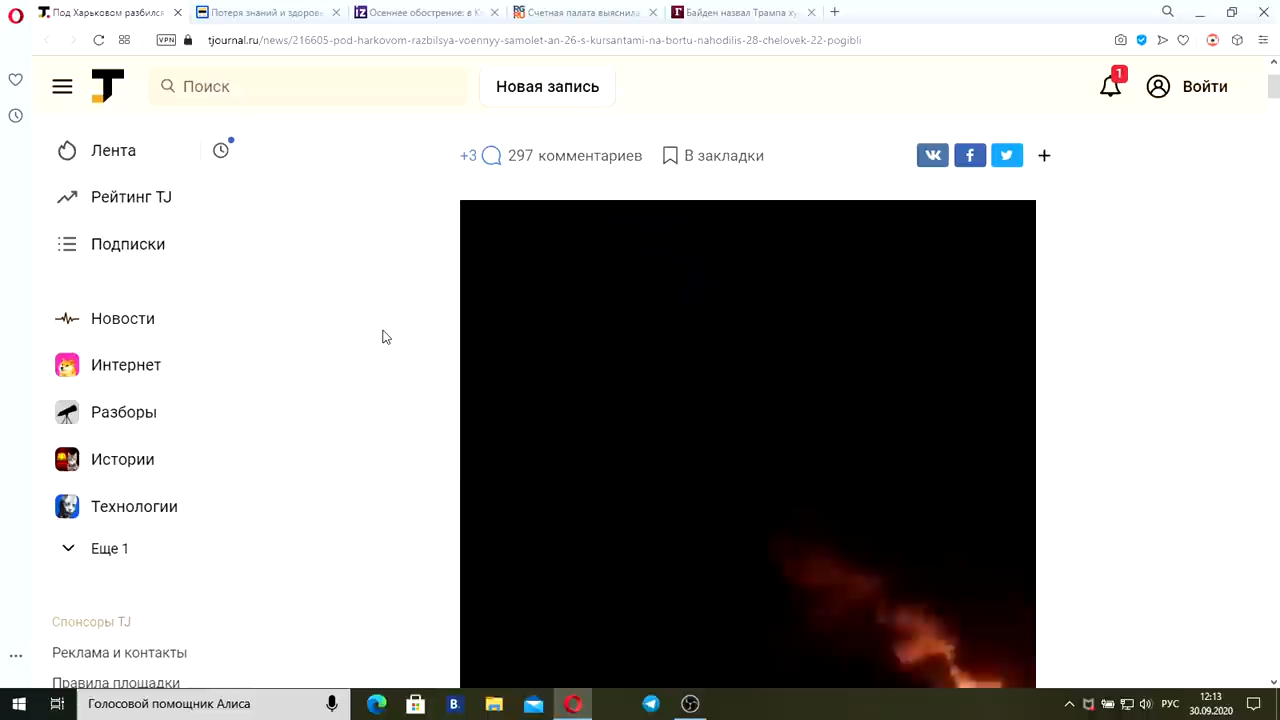 Под Харьковом разбился
Потеря знаний и здоровь
Осеннее обострение: в К
Счетная палата выяснила
Байден назвал Трампа ху
VPN
tjournal.ru/news/216605-pod-harkovom-razbilsya-voennyy-samolet-an-26-s-kursantami-na-bortu-nahodilis-28-chelovek-22-pogibli
Поиск
Новая запись
1
Войти
Лента
+3 297 комментариев В закладки
Рейтинг TJ
Подписки
Новости
Интернет
Разборы
Истории
Технологии
Еще 1
Спонсоры TJ
Реклама и контакты
Правила площадки
Голосовой помощник Алиса
РУС
12:13
30.09.2020